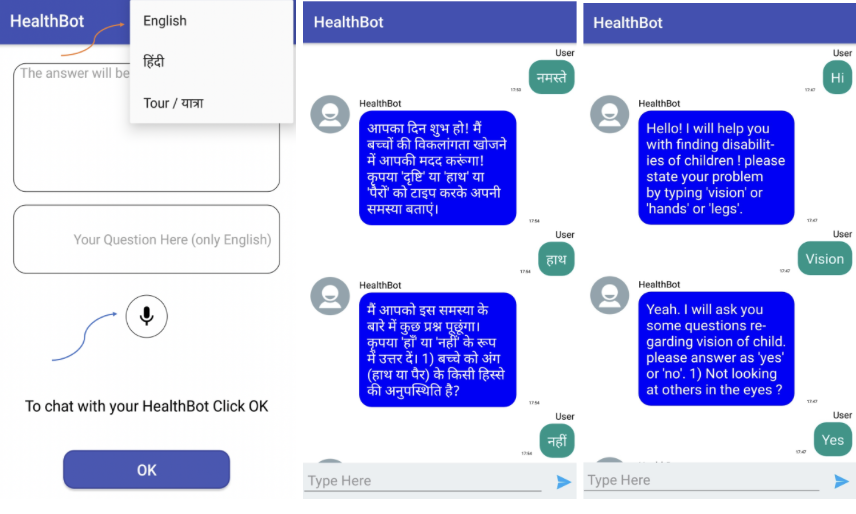 HealthBot
English
हिंदी
Tour / यात्रा
The answer will be
Your Question Here (only English)
To chat with your HealthBot Click OK
OK
HealthBot
User
नमस्ते
17:53
HealthBot
आपका दिन शुभ हो! मैं
बच्चों की विकलांगता खोजने
में आपकी मदद करूंगा!
कृपया 'दृष्टि' या 'हाथ' या
'पैरों' को टाइप करके अपनी
समस्या बताएं।
17:54
User
हाथ
17:54
HealthBot
मैं आपको इस समस्या के
बारे में कुछ प्रश्न पूछूंगा।
कृपया 'हाँ' या 'नहीं' के रूप
में उत्तर दें। 1) बच्चे को अंग
(हाथ या पैर) के किसी हिस्से
की अनुपस्थिति है?
17:54
User
नहीं
17:54
Type Here
HealthBot
User
Hi
17:47
HealthBot
Hello! I will help you
with finding disabilit-
ies of children ! please
state your problem
by typing 'vision' or
'hands' or 'legs'.
17:47
User
Vision
17:47
HealthBot
Yeah. I will ask you
some questions re-
garding vision of child.
please answer as 'yes'
or 'no'. 1) Not looking
at others in the eyes ?
17:47
User
Yes
17:47
Type Here